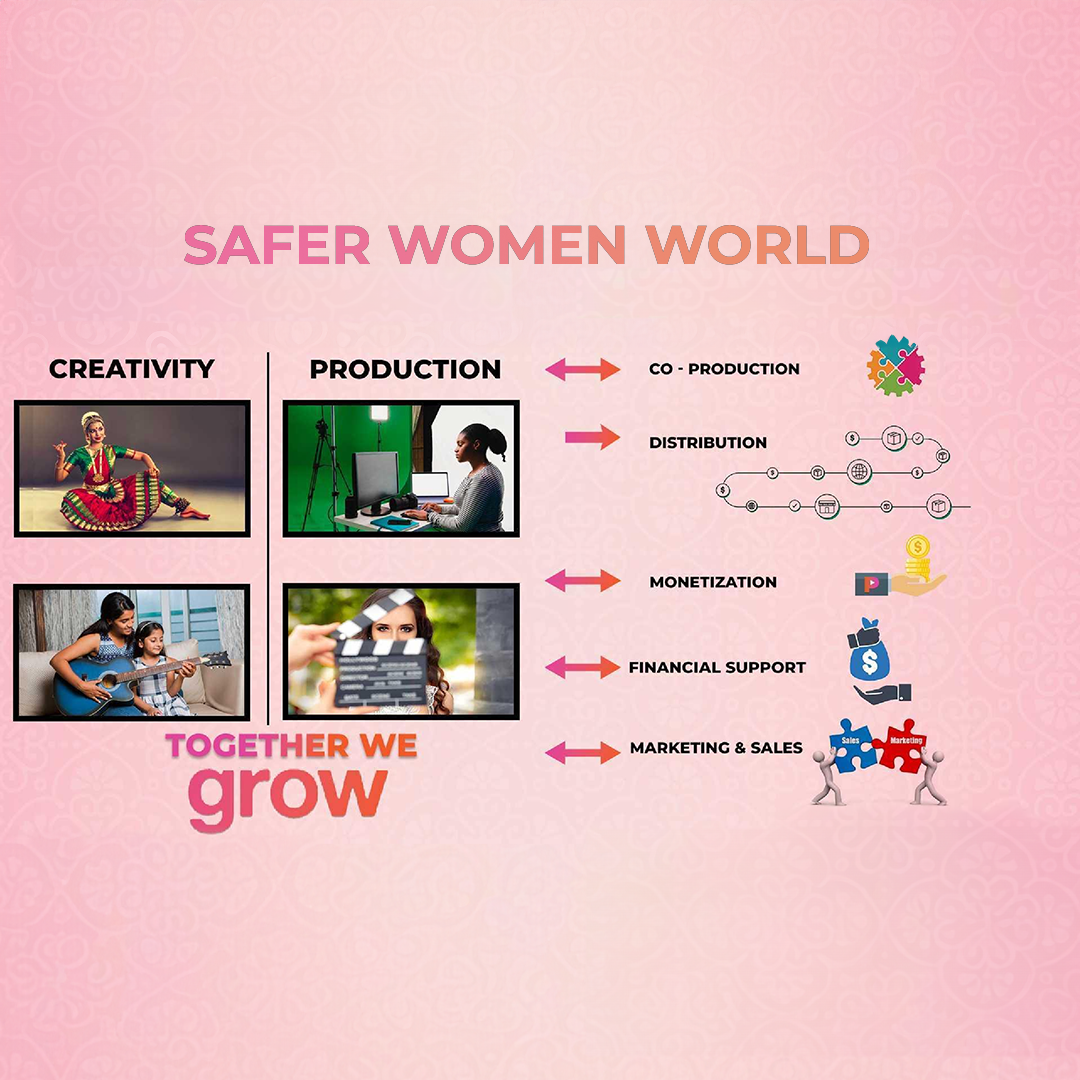 SAFER WOMEN WORLD
CREATIVITY
PRODUCTION
TOGETHER WE
grow
CO - PRODUCTION
DISTRIBUTION
MONETIZATION
FINANCIAL SUPPORT
MARKETING & SALES
Sales
Marketing
P
$
$
$
$
$
$
$